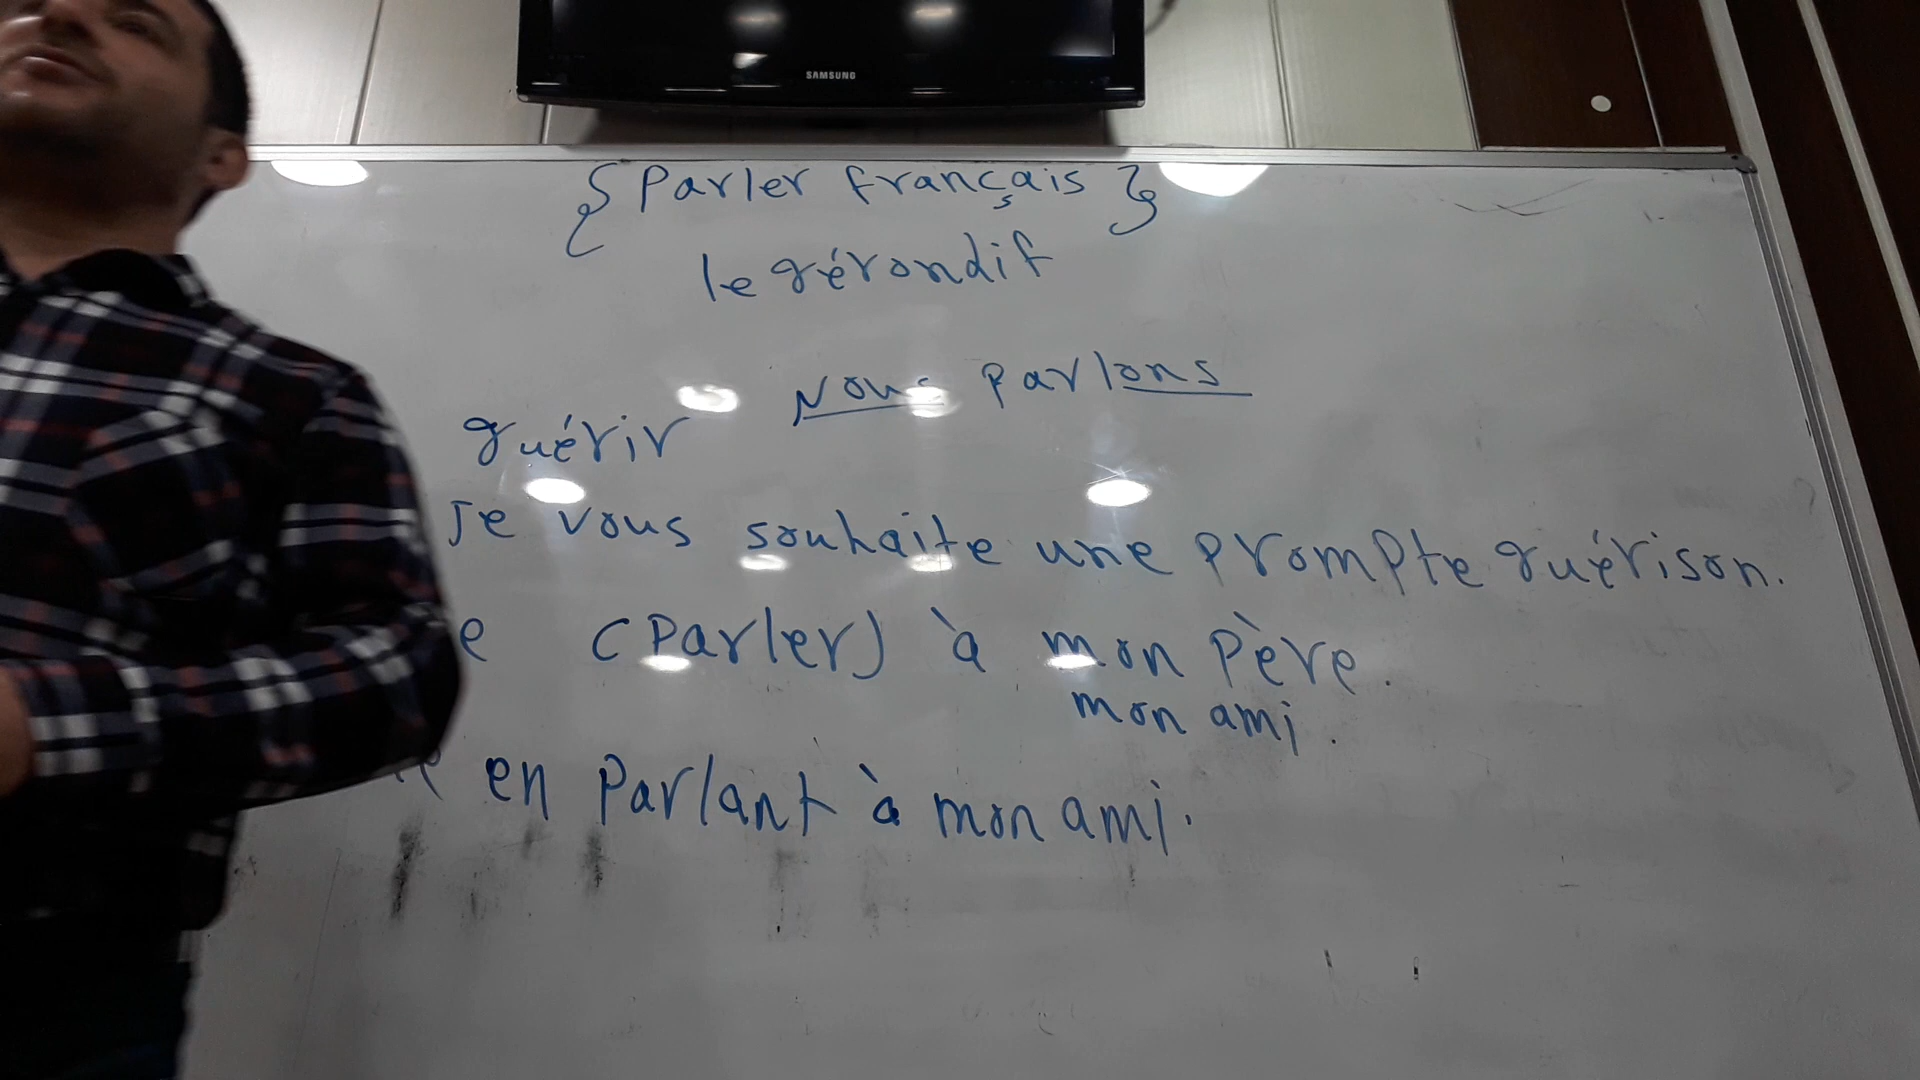 SAMSUNG
{ Parler français }
le gérondif
Nous parlons
guérir
Je vous souhaite une prompte guérison.
e (Parler) à mon Père.
mon ami.
en Parlant à mon ami.